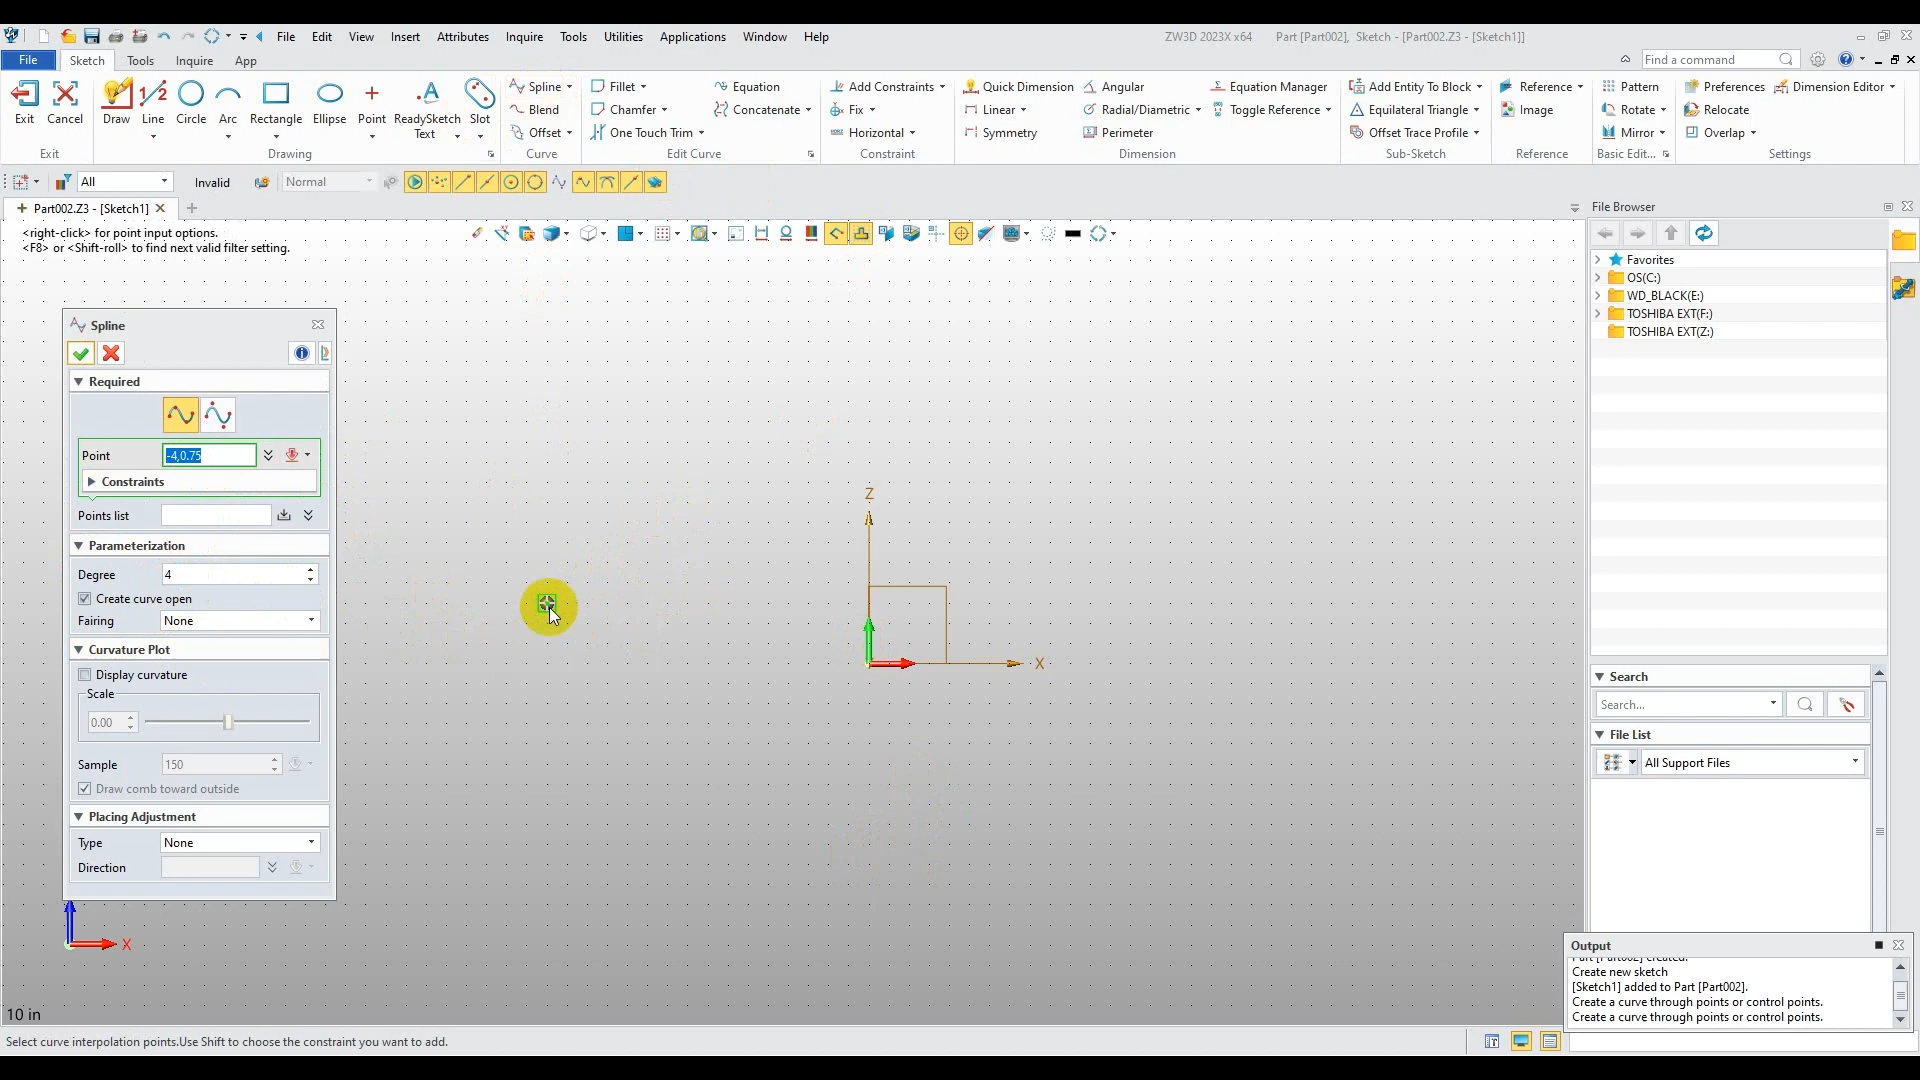 File Edit View Insert Attributes Inquire Tools Utilities Applications Window Help ZW3D 2023X x64 Part [Part002], Sketch - [Part002.Z3 - [Sketch1]]
File Sketch Tools Inquire App Find a command
Exit Cancel Draw Line Circle Arc Rectangle Ellipse Point ReadySketch Text Slot
Spline Fillet Equation Add Constraints Quick Dimension Angular Equation Manager Add Entity To Block Reference Pattern Preferences Dimension Editor
Blend Chamfer Concatenate Fix Linear Radial/Diametric Toggle Reference Equilateral Triangle Image Rotate Relocate
Offset One Touch Trim Horizontal Symmetry Perimeter Offset Trace Profile Mirror Overlap
Exit Drawing Curve Edit Curve Constraint Dimension Sub-Sketch Reference Basic Edit... Settings
All Invalid Normal
Part002.Z3 - [Sketch1]
<right-click> for point input options.
<F8> or <Shift-roll> to find next valid filter setting.
Spline
Required
Point -4,0.75
Constraints
Points list
Parameterization
Degree 4
Create curve open
Fairing None
Curvature Plot
Display curvature
Scale
0.00
Sample 150
Draw comb toward outside
Placing Adjustment
Type None
Direction
X
10 in
Z
X
File Browser
Favorites
OS(C:)
WD_BLACK(E:)
TOSHIBA EXT(F:)
TOSHIBA EXT(Z:)
Search
Search...
File List
All Support Files
Output
Part [Part002] created.
Create new sketch
[Sketch1] added to Part [Part002].
Create a curve through points or control points.
Create a curve through points or control points.
Select curve interpolation points.Use Shift to choose the constraint you want to add.